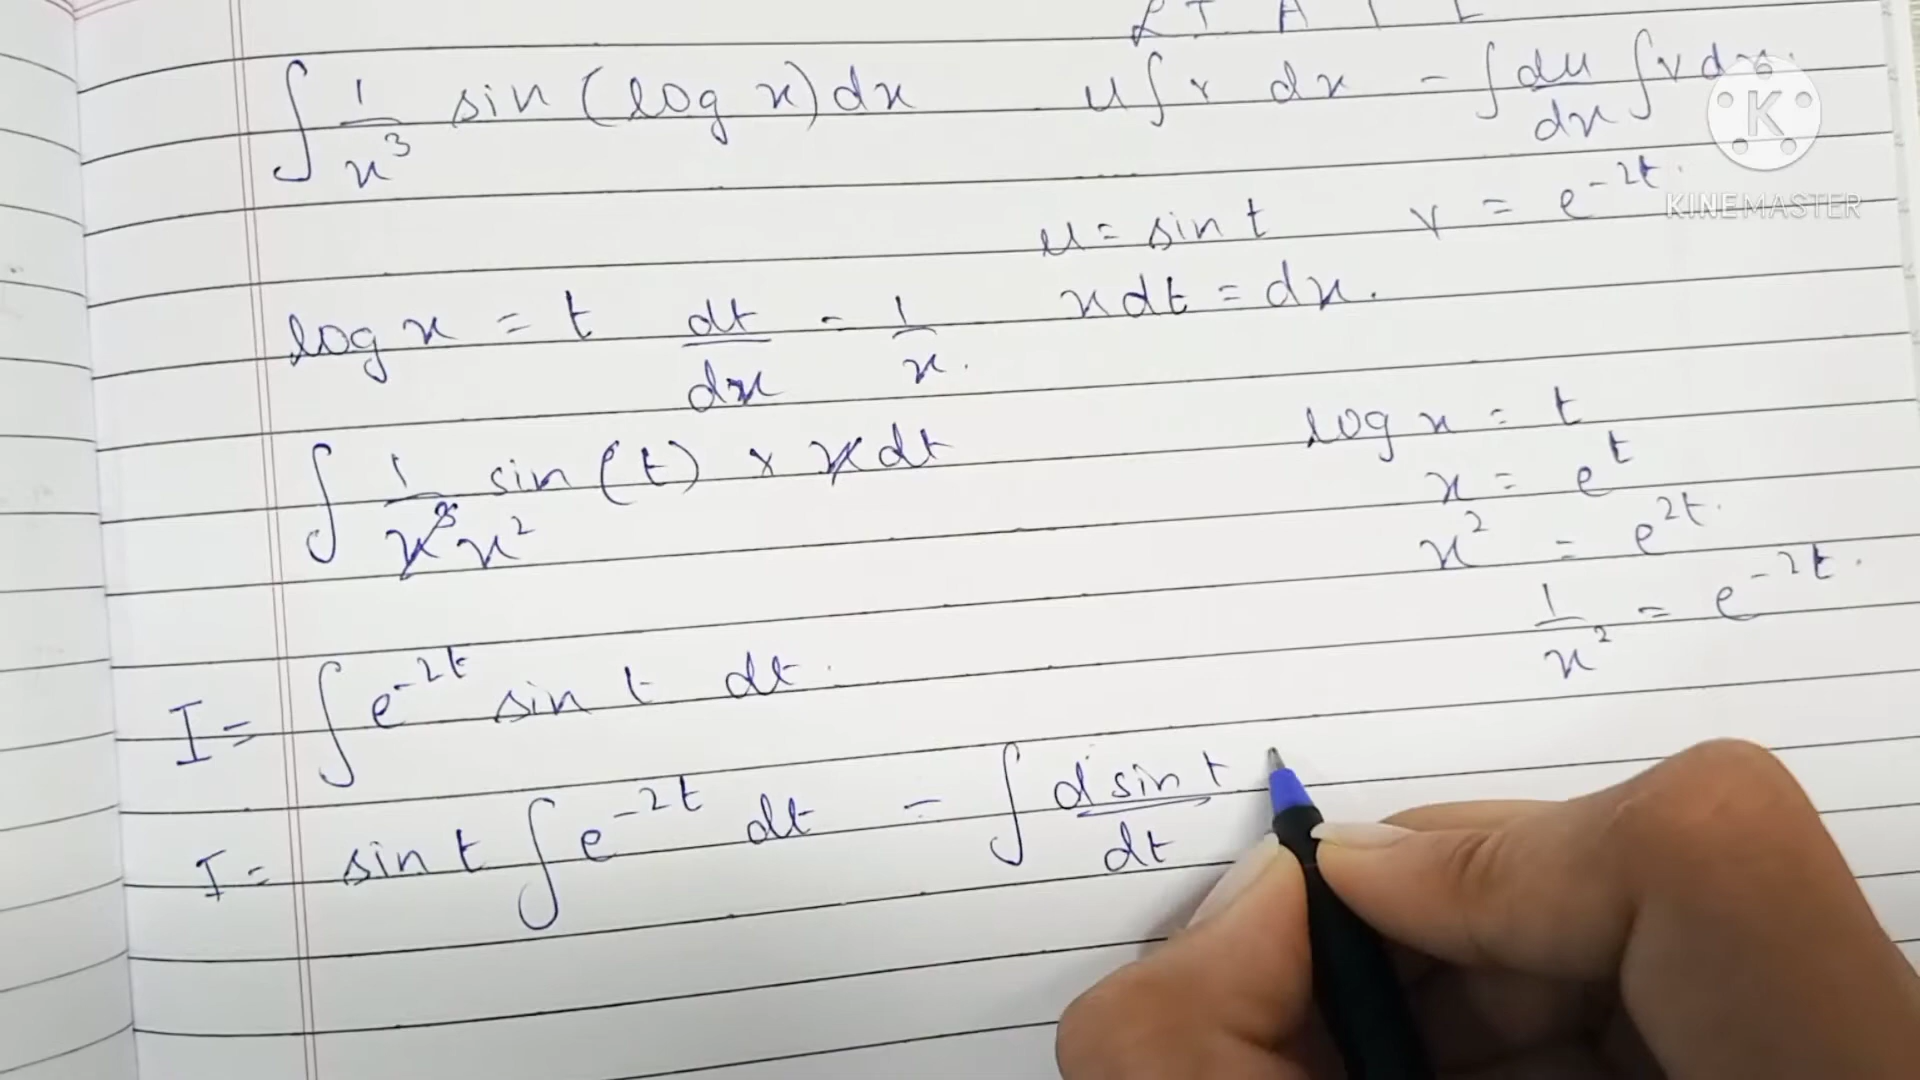 L I A T E
∫ 1/x³ sin (log x) dx   u ∫ v dx - ∫ du/dx ∫ v dx.
K
KINEMASTER
u = sin t   v = e^-2t.
log x = t   dt/dx = 1/x.   x dt = dx.
∫ 1/x³ x² sin (t) × x dt
log x = t
x = e^t
x² = e^2t.
1/x² = e^-2t.
I = ∫ e^-2t sin t dt.
I = sin t ∫ e^-2t dt - ∫ d sin t/dt